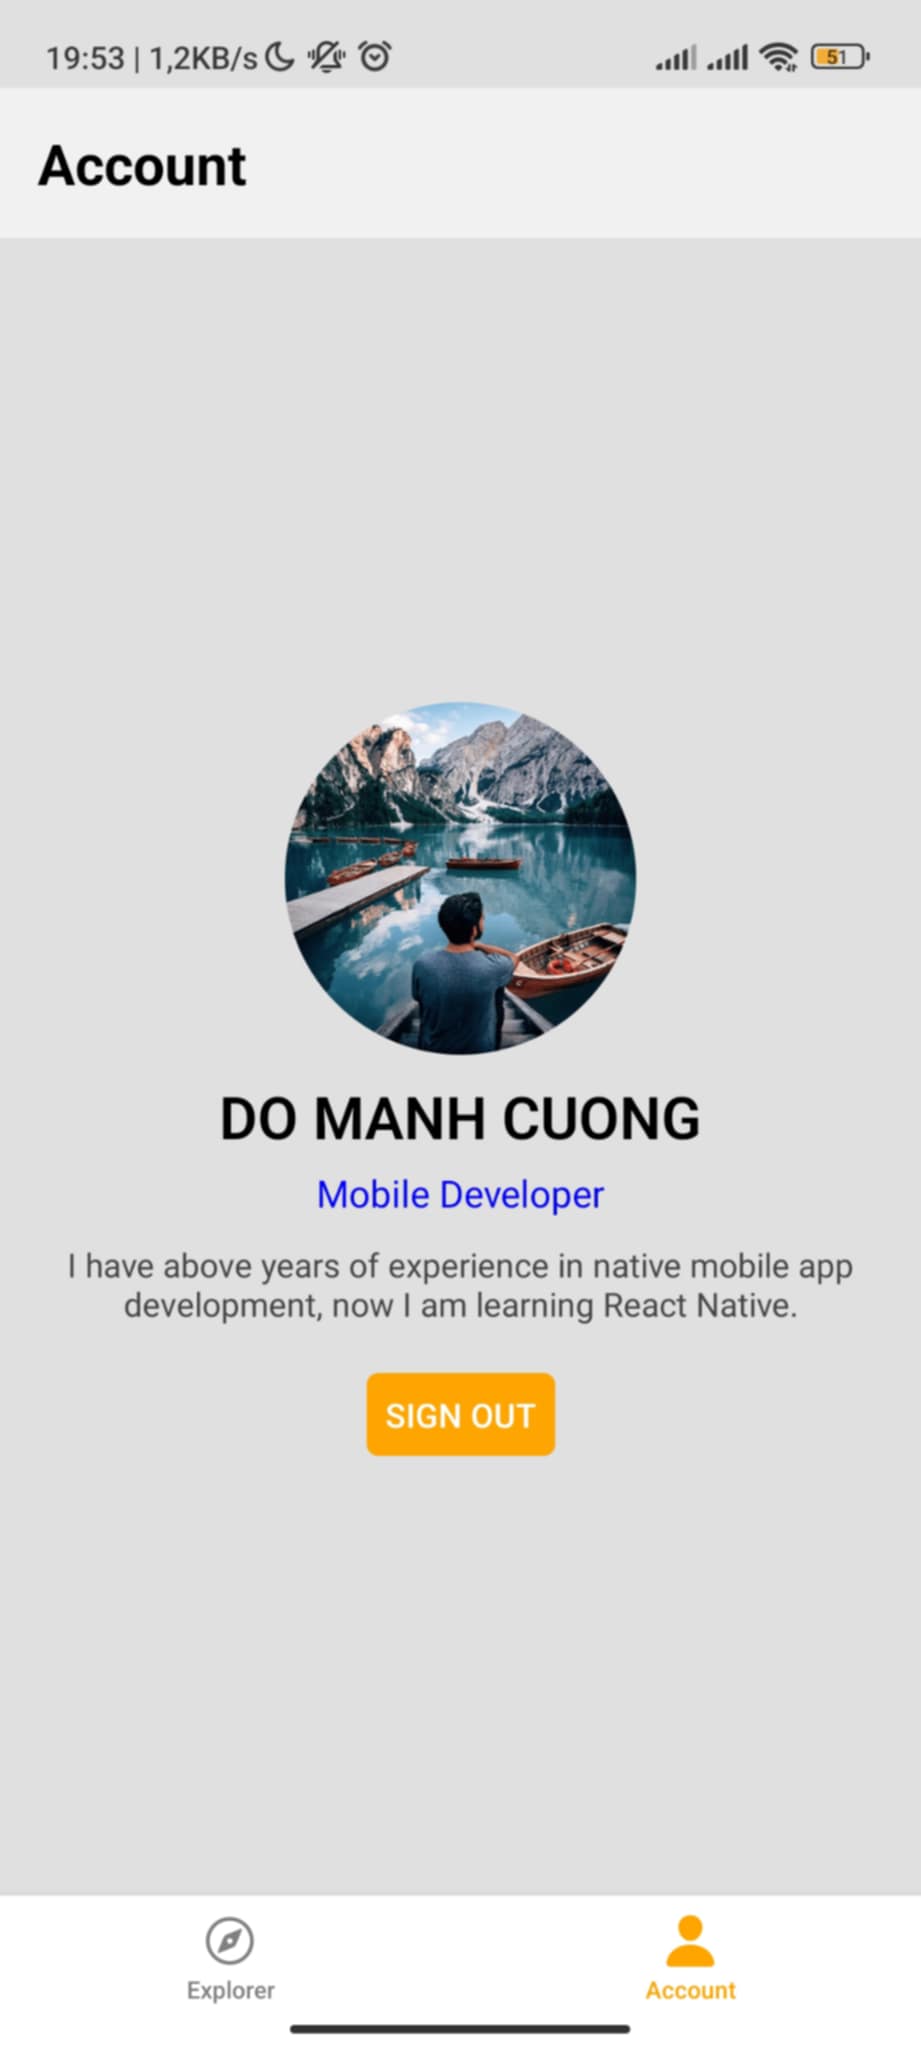 19:53 | 1,2KB/s
51
Account
DO MANH CUONG
Mobile Developer
I have above years of experience in native mobile app
development, now I am learning React Native.
SIGN OUT
Explorer
Account